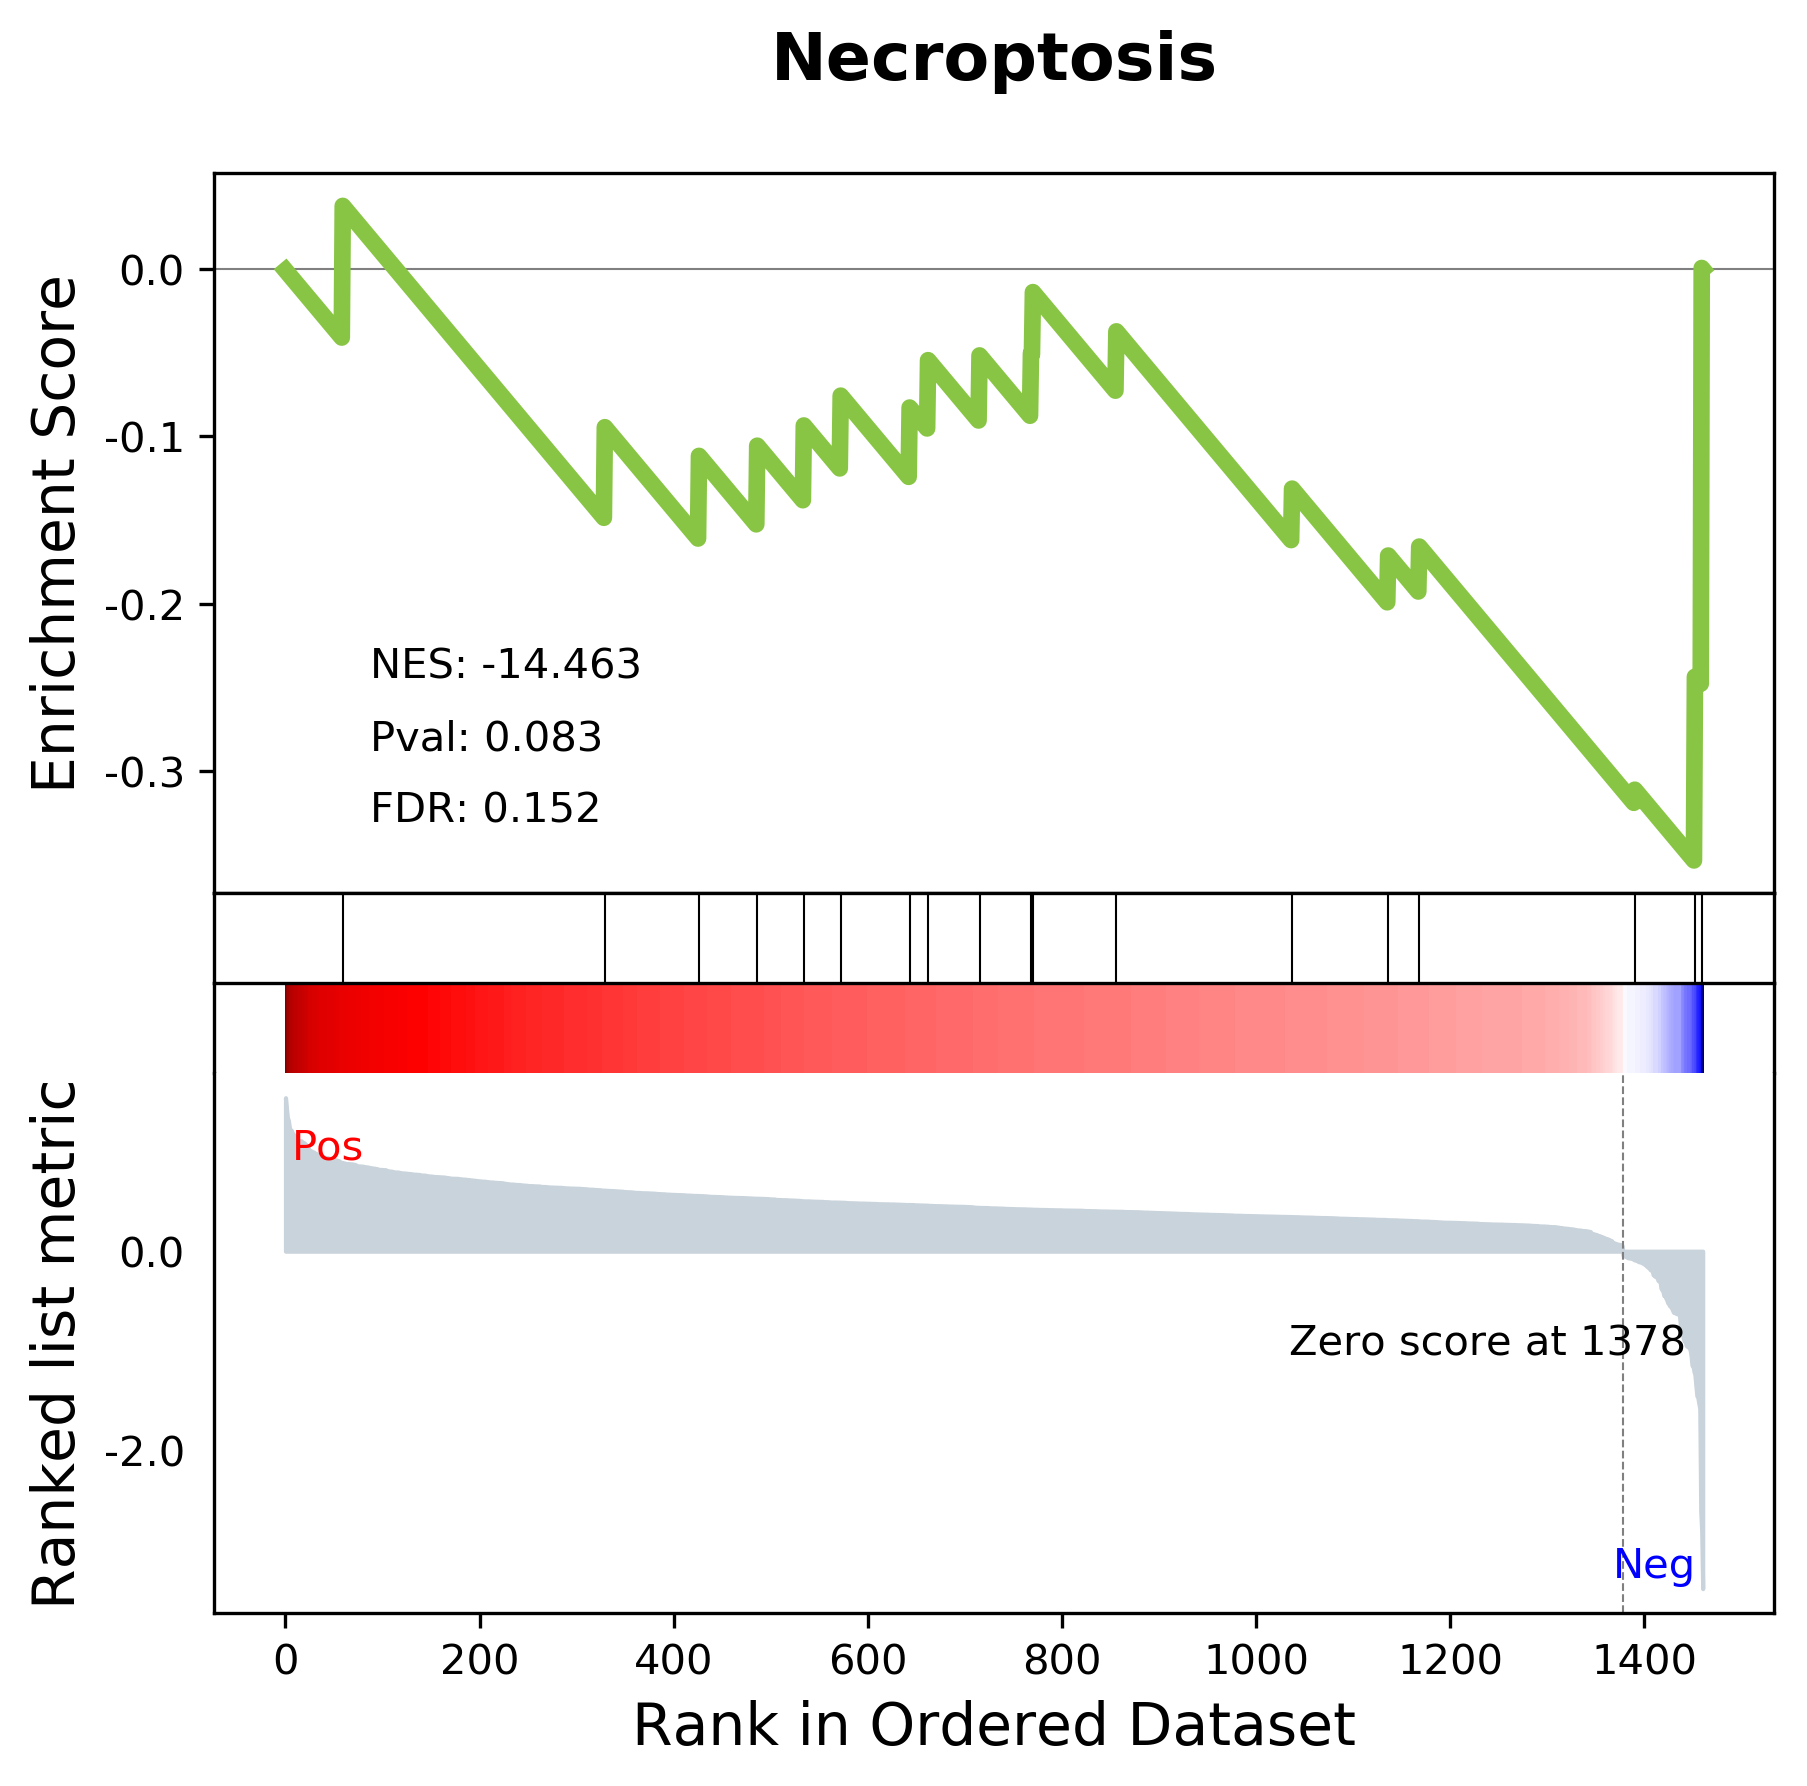 Necroptosis
Enrichment Score
0.0
-0.1
-0.2
-0.3
NES: -14.463
Pval: 0.083
FDR: 0.152
Ranked list metric
Pos
0.0
Zero score at 1378
-2.0
Neg
0 200 400 600 800 1000 1200 1400
Rank in Ordered Dataset